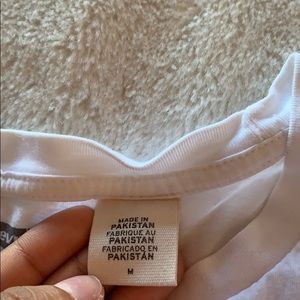 MADE IN
PAKISTAN
FABRIQUE AU
PAKISTAN
FABRICADO EN
PAKISTÁN
M